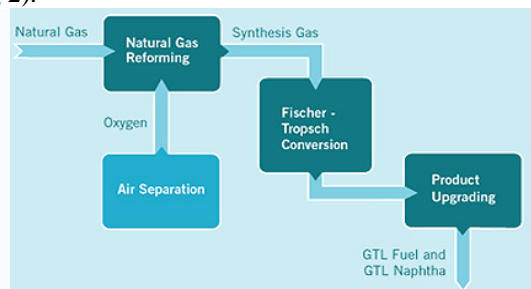 2).
Natural Gas
Natural Gas
Reforming
Synthesis Gas
Oxygen
Fischer -
Tropsch
Conversion
Air Separation
Product
Upgrading
GTL Fuel and
GTL Naphtha